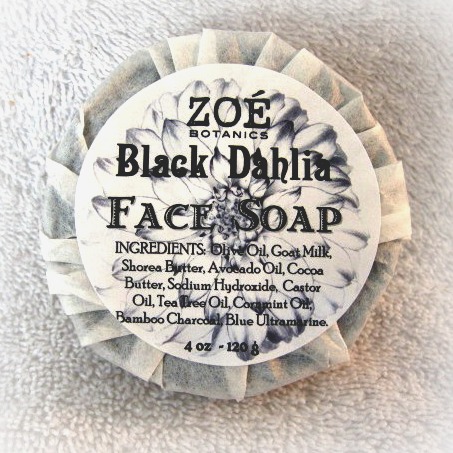 ZOÉ
BOTANICS
Black Dahlia
FACE SOAP
INGREDIENTS: Olive Oil, Goat Milk,
Shorea Butter, Avocado Oil, Cocoa
Butter, Sodium Hydroxide, Castor
Oil, Tea Tree Oil, Cornmint Oil,
Bamboo Charcoal, Blue Ultramarine.
4 oz - 120 g